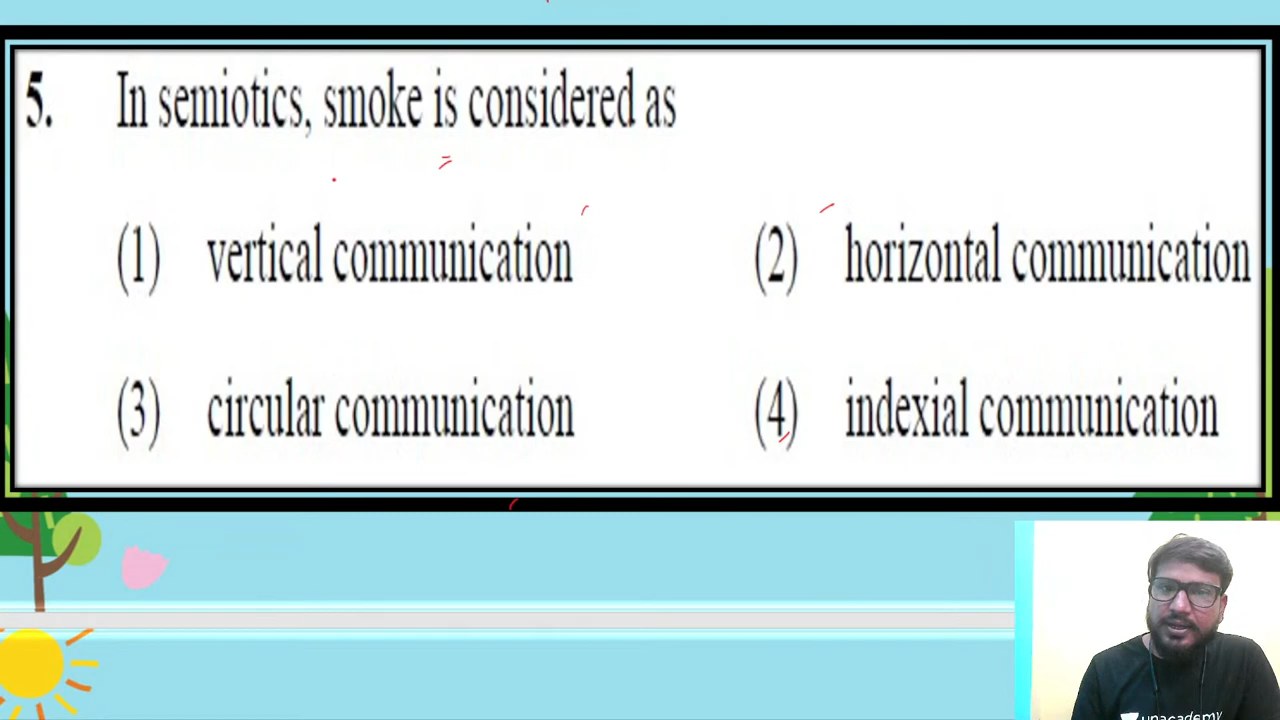 5. In semiotics, smoke is considered as
(1) vertical communication (2) horizontal communication
(3) circular communication (4) indexial communication
unacademy